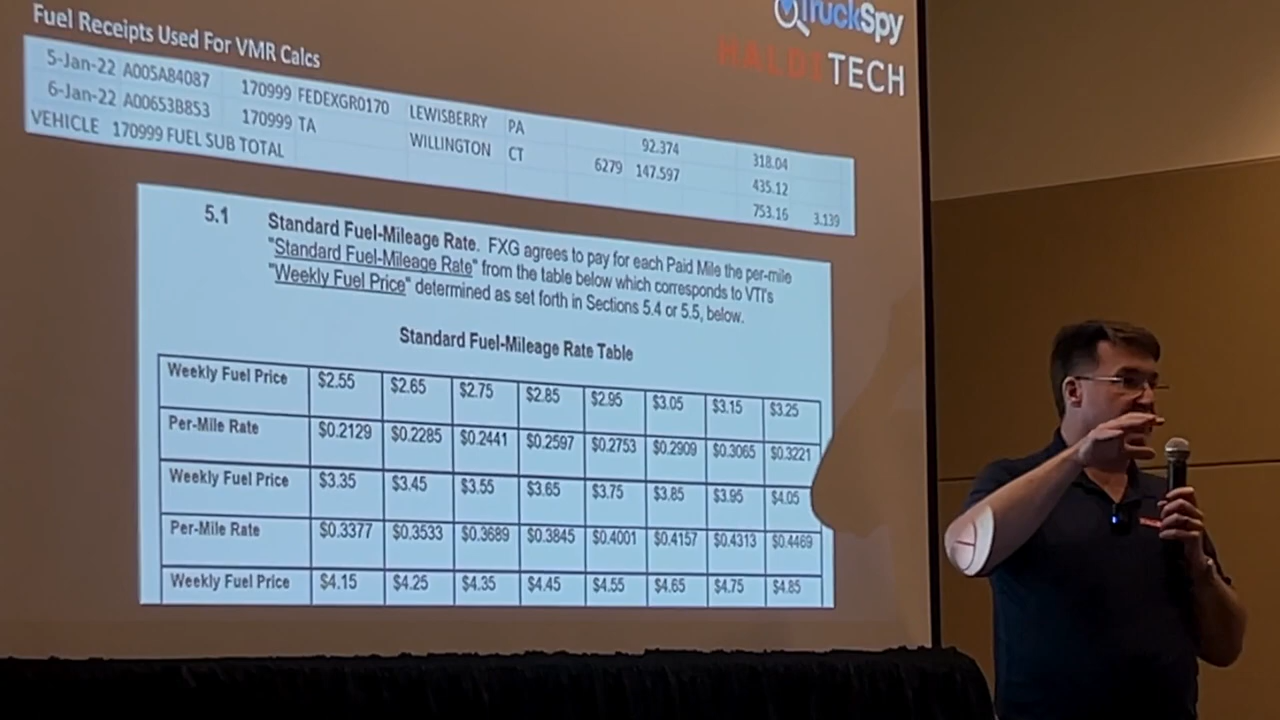 Fuel Receipts Used For VMR Calcs
TruckSpy
HALDITECH
5-Jan-22 A005A84087 170999 FEDEXGR0170 LEWISBERRY PA 92.374 318.04
6-Jan-22 A00653B853 170999 TA WILLINGTON CT 6279 147.597 435.12
VEHICLE 170999 FUEL SUB TOTAL 753.16 3.139
5.1 Standard Fuel-Mileage Rate. FXG agrees to pay for each Paid Mile the per-mile
"Standard Fuel-Mileage Rate" from the table below which corresponds to VTI's
"Weekly Fuel Price" determined as set forth in Sections 5.4 or 5.5, below.
Standard Fuel-Mileage Rate Table
Weekly Fuel Price $2.55 $2.65 $2.75 $2.85 $2.95 $3.05 $3.15 $3.25
Per-Mile Rate $0.2129 $0.2285 $0.2441 $0.2597 $0.2753 $0.2909 $0.3065 $0.3221
Weekly Fuel Price $3.35 $3.45 $3.55 $3.65 $3.75 $3.85 $3.95 $4.05
Per-Mile Rate $0.3377 $0.3533 $0.3689 $0.3845 $0.4001 $0.4157 $0.4313 $0.4469
Weekly Fuel Price $4.15 $4.25 $4.35 $4.45 $4.55 $4.65 $4.75 $4.85